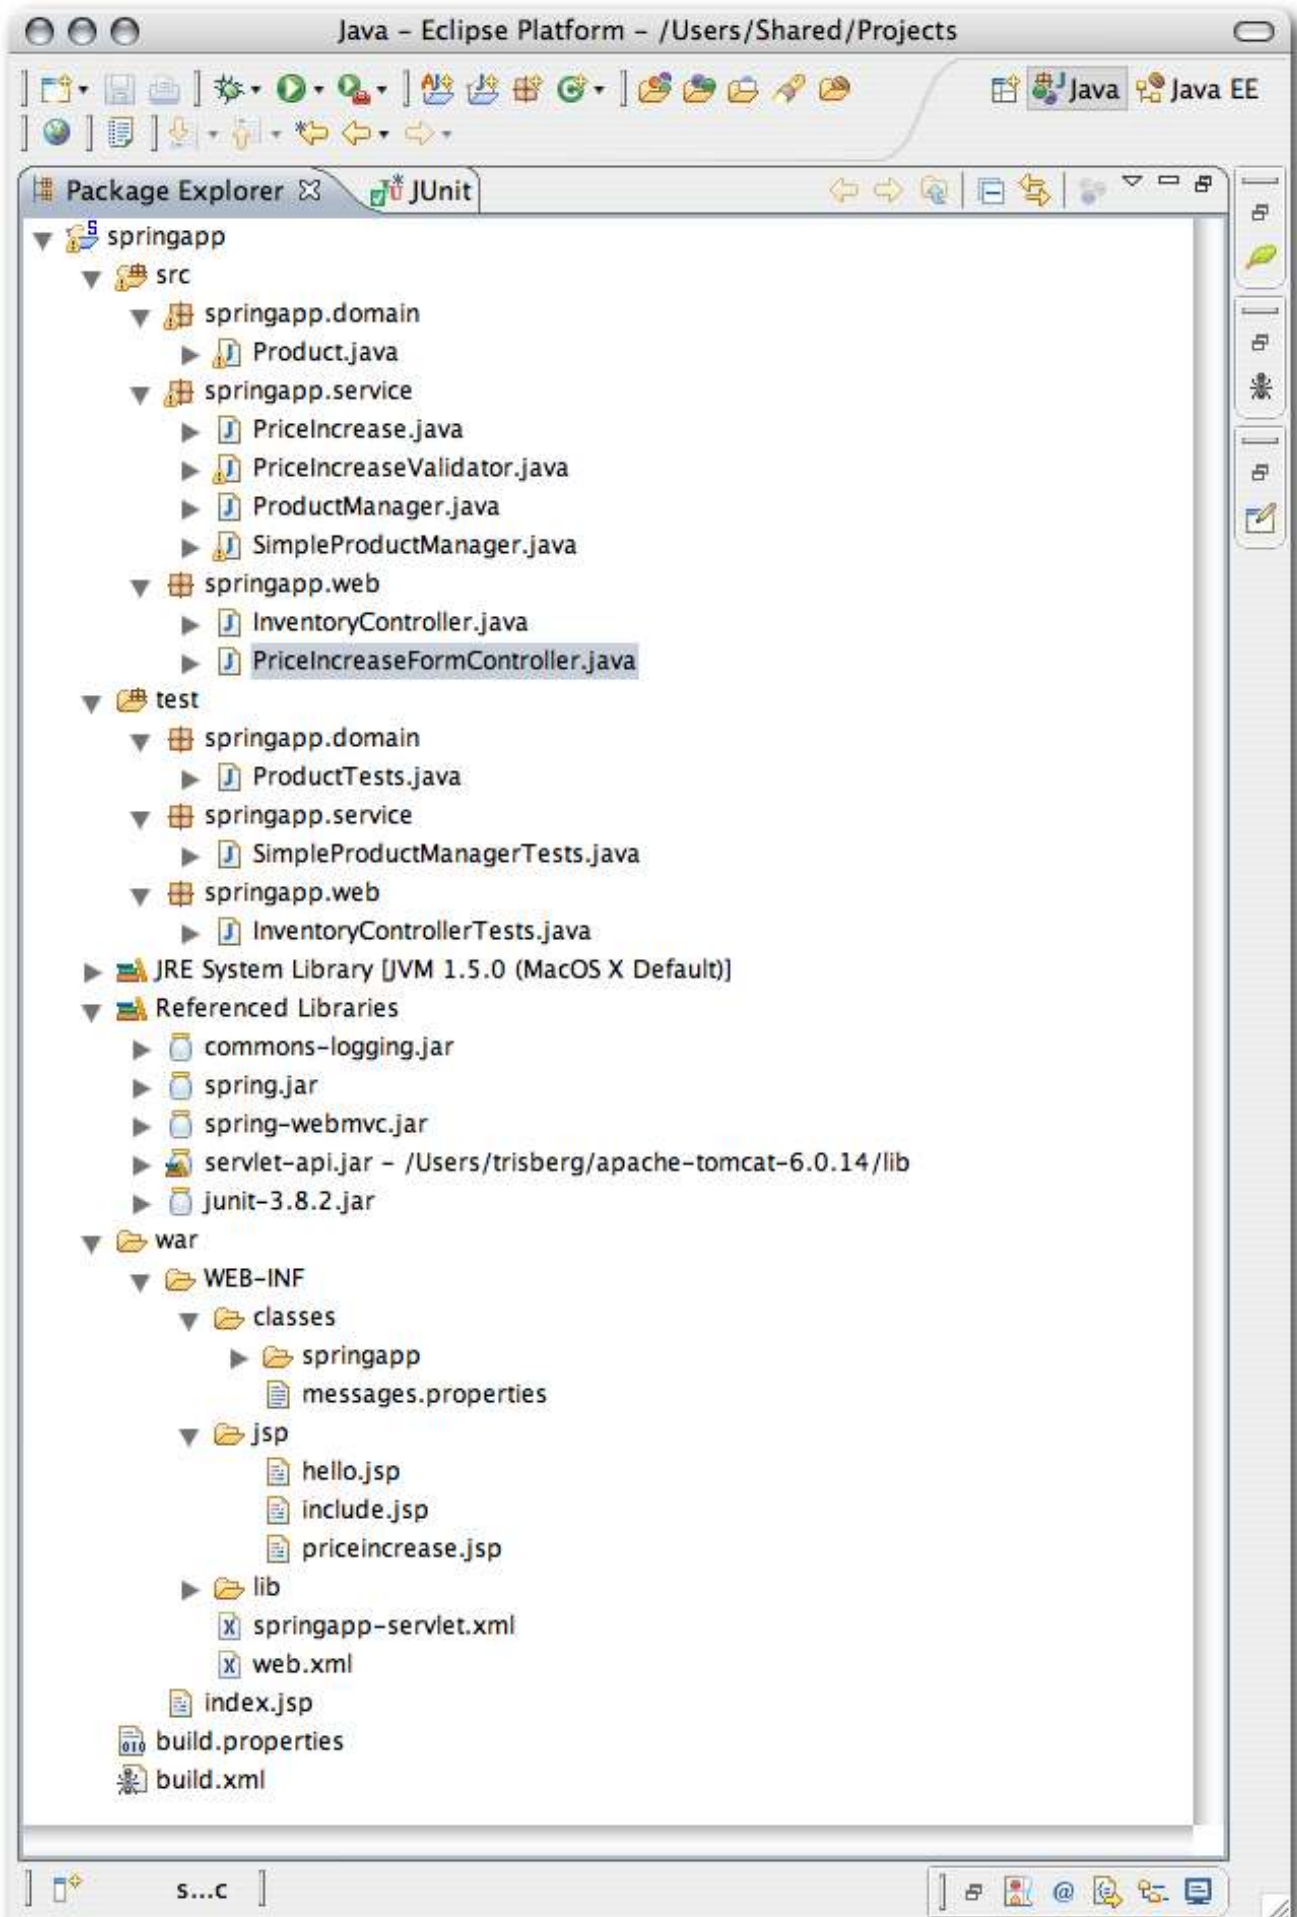 Java – Eclipse Platform – /Users/Shared/Projects
Java Java EE
Package Explorer JUnit
springapp
src
springapp.domain
Product.java
springapp.service
PriceIncrease.java
PriceIncreaseValidator.java
ProductManager.java
SimpleProductManager.java
springapp.web
InventoryController.java
PriceIncreaseFormController.java
test
springapp.domain
ProductTests.java
springapp.service
SimpleProductManagerTests.java
springapp.web
InventoryControllerTests.java
JRE System Library [JVM 1.5.0 (MacOS X Default)]
Referenced Libraries
commons-logging.jar
spring.jar
spring-webmvc.jar
servlet-api.jar – /Users/trisberg/apache-tomcat-6.0.14/lib
junit-3.8.2.jar
war
WEB-INF
classes
springapp
messages.properties
jsp
hello.jsp
include.jsp
priceincrease.jsp
lib
springapp-servlet.xml
web.xml
index.jsp
build.properties
build.xml
s...c